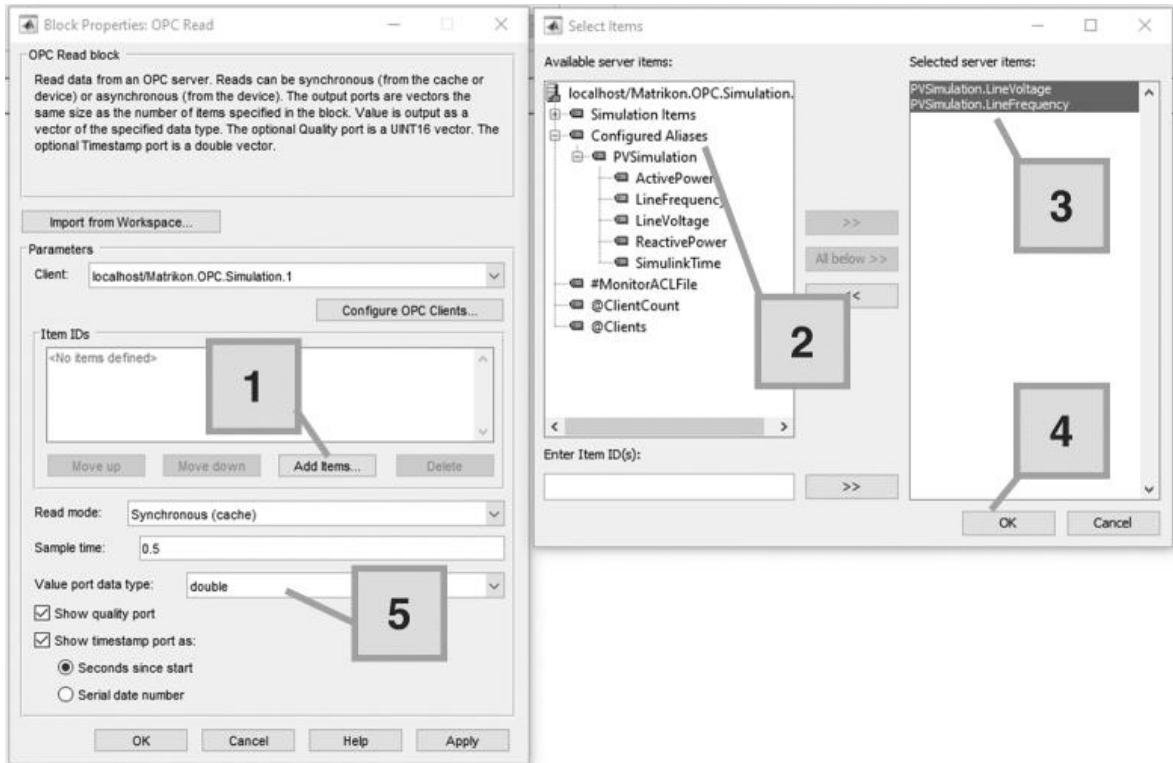 Block Properties: OPC Read
OPC Read block
Read data from an OPC server. Reads can be synchronous (from the cache or
device) or asynchronous (from the device). The output ports are vectors the
same size as the number of items specified in the block. Value is output as a
vector of the specified data type. The optional Quality port is a UINT16 vector. The
optional Timestamp port is a double vector.
Import from Workspace...
Parameters
Client: localhost/Matrikon.OPC.Simulation.1
Configure OPC Clients...
Item IDs
<No items defined>
1
Move up Move down Add Items... Delete
Read mode: Synchronous (cache)
Sample time: 0.5
Value port data type: double
5
Show quality port
Show timestamp port as:
Seconds since start
Serial date number
OK Cancel Help Apply
Select Items
Available server items:
localhost/Matrikon.OPC.Simulation.
Simulation Items
Configured Aliases
PVSimulation
ActivePower
LineFrequency
LineVoltage
ReactivePower
SimulinkTime
#MonitorACLFile
@ClientCount
@Clients
2
>>
All below >>
<<
Enter Item ID(s):
>>
Selected server items:
PVSimulation.LineVoltage
PVSimulation.LineFrequency
3
4
OK Cancel